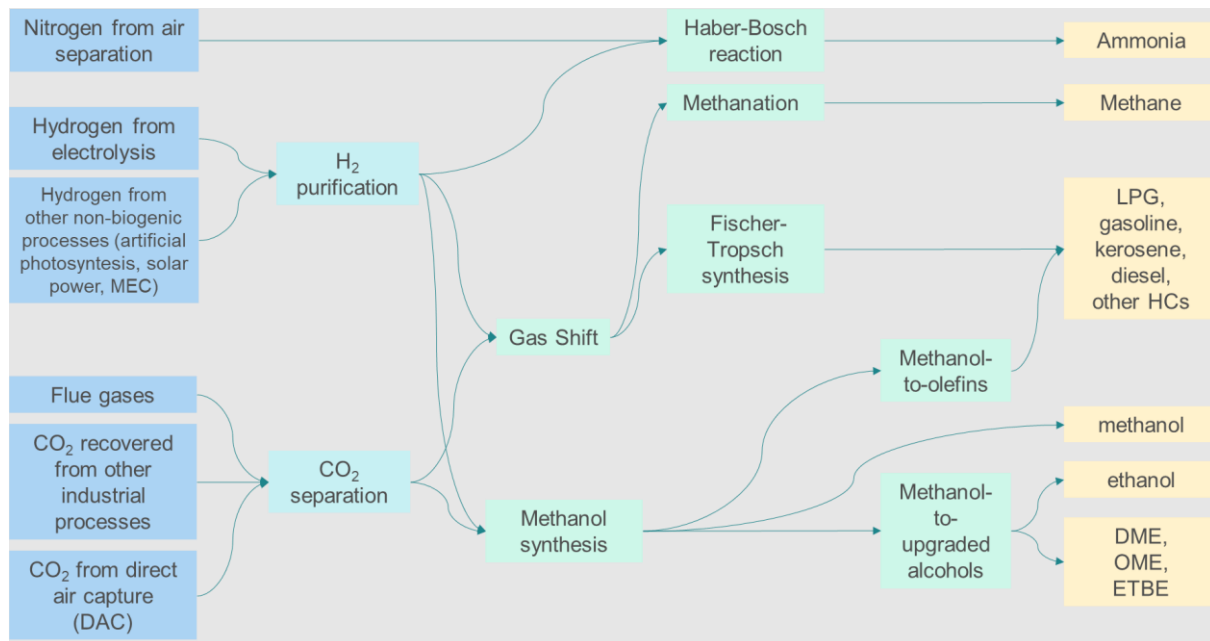 Nitrogen from air
separation
Haber-Bosch
reaction
Ammonia
Methanation
Methane
Hydrogen from
electrolysis
H₂
purification
Hydrogen from
other non-biogenic
processes (artificial
photosyntesis, solar
power, MEC)
Fischer-
Tropsch
synthesis
LPG,
gasoline,
kerosene,
diesel,
other HCs
Gas Shift
Methanol-
to-olefins
Flue gases
CO₂ recovered
from other
industrial
processes
CO₂
separation
methanol
ethanol
Methanol
synthesis
Methanol-
to-
upgraded
alcohols
DME,
OME,
ETBE
CO₂ from direct
air capture
(DAC)